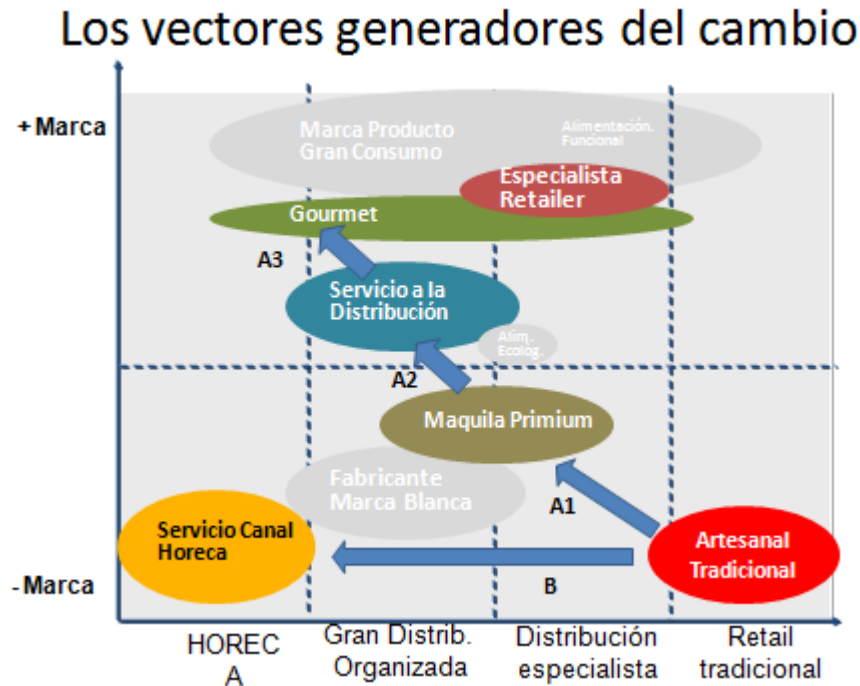 Los vectores generadores del cambio
+ Marca
Marca Producto
Gran Consumo
Alimentación.
Funcional
Especialista
Retailer
Gourmet
A3
Servicio a la
Distribución
Alim.
Ecolog.
A2
Maquila Primium
Fabricante
Marca Blanca
A1
Servicio Canal
Horeca
Artesanal
Tradicional
- Marca
B
HOREC
A
Gran Distrib.
Organizada
Distribución
especialista
Retail
tradicional